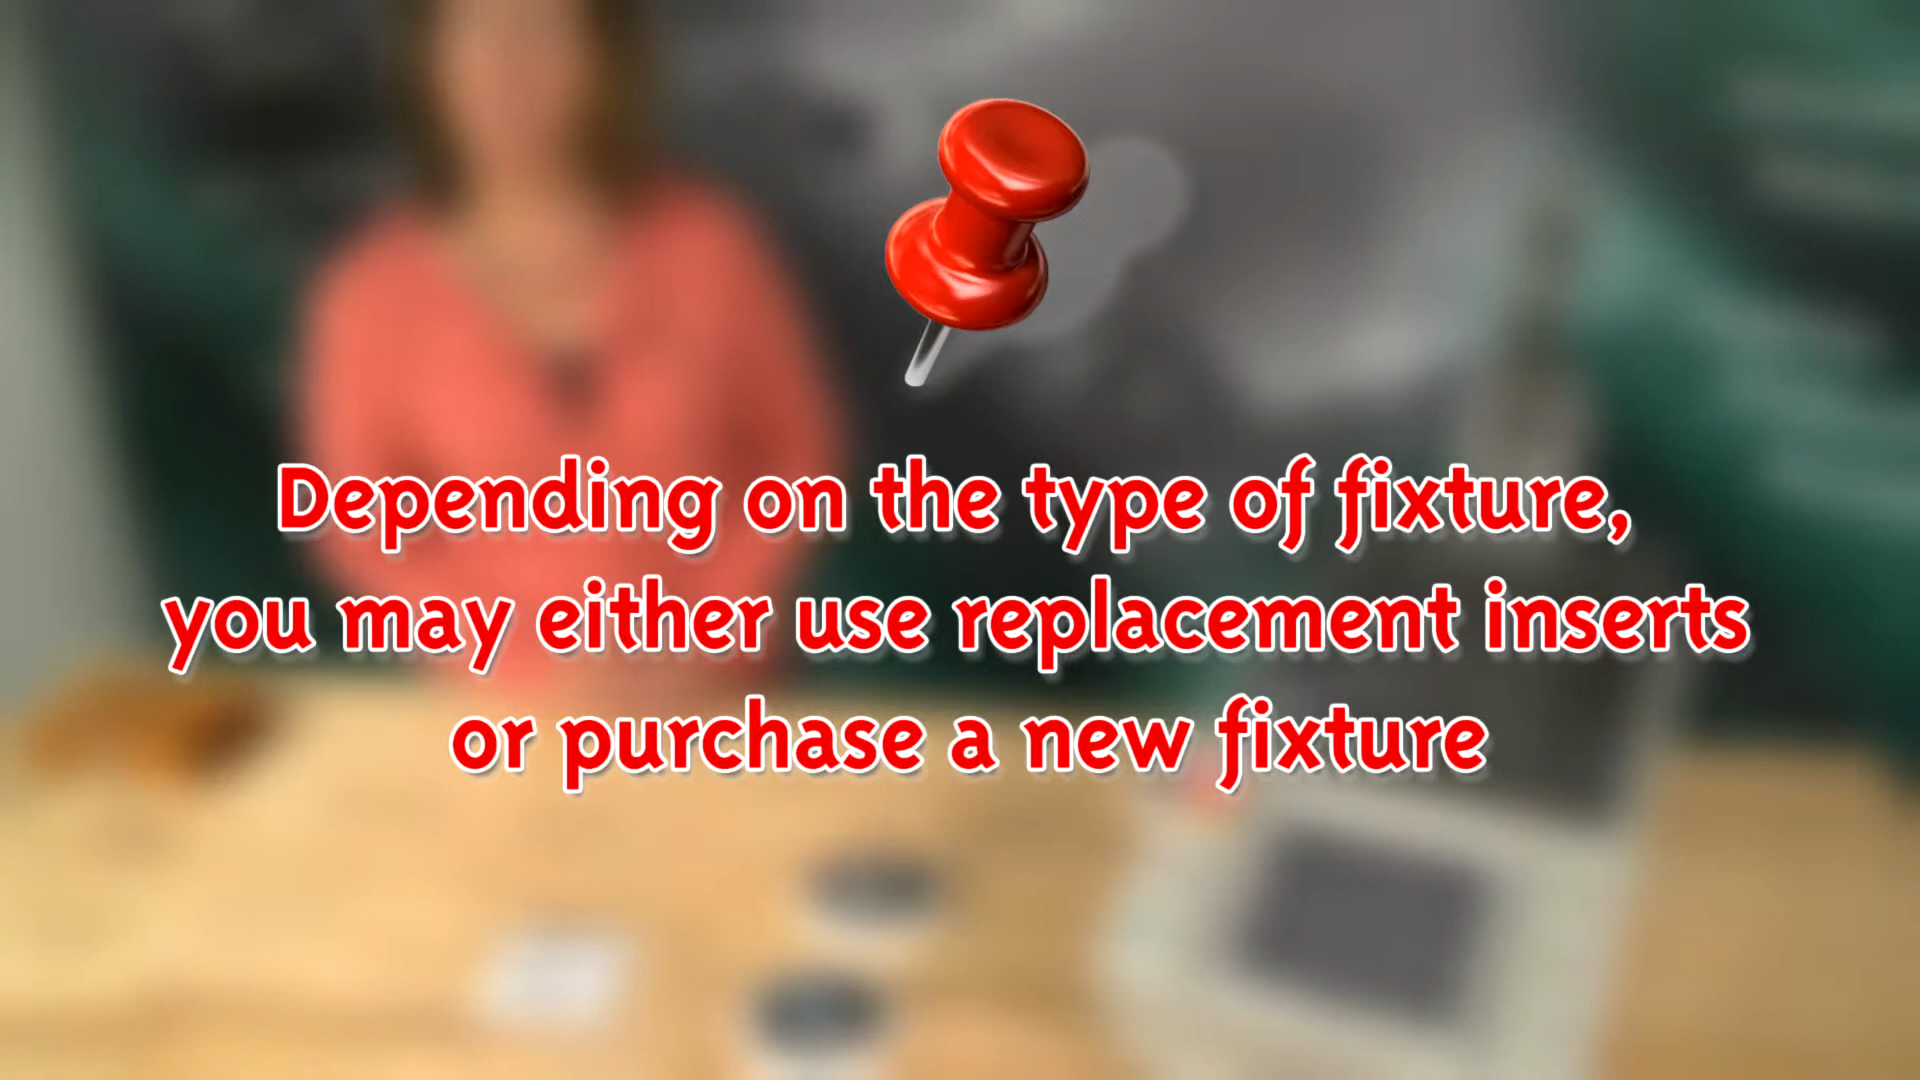 Depending on the type of fixture,
you may either use replacement inserts
or purchase a new fixture